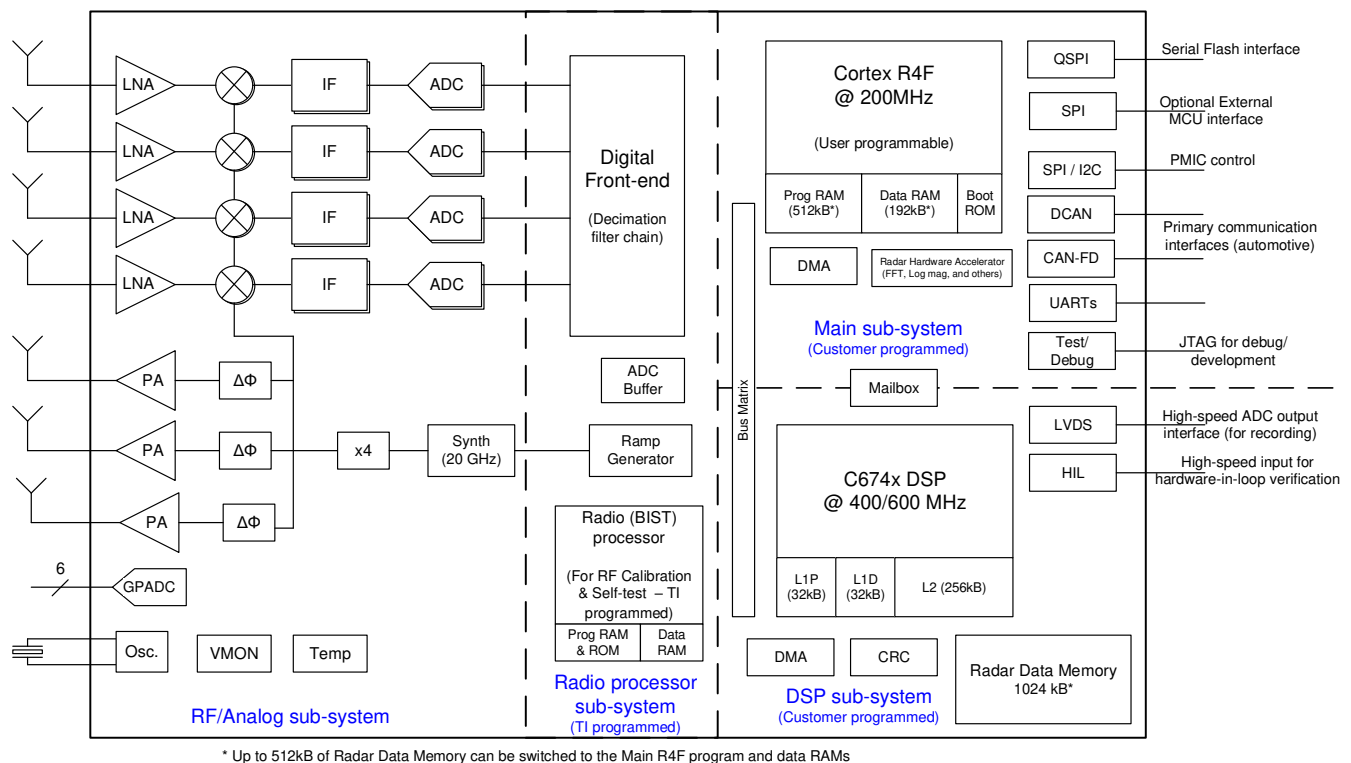 LNA
IF
ADC
LNA
IF
ADC
LNA
IF
ADC
LNA
IF
ADC
PA
ΔΦ
PA
ΔΦ
PA
ΔΦ
x4
Synth
(20 GHz)
6
GPADC
Osc.
VMON
Temp
RF/Analog sub-system
Digital
Front-end
(Decimation
filter chain)
ADC
Buffer
Ramp
Generator
Radio (BIST)
processor
(For RF Calibration
& Self-test – TI
programmed)
Prog RAM
& ROM
Data
RAM
Radio processor
sub-system
(TI programmed)
Bus Matrix
Cortex R4F
@ 200MHz
(User programmable)
Prog RAM
(512kB*)
Data RAM
(192kB*)
Boot
ROM
DMA
Radar Hardware Accelerator
(FFT, Log mag, and others)
Main sub-system
(Customer programmed)
Mailbox
C674x DSP
@ 400/600 MHz
L1P
(32kB)
L1D
(32kB)
L2 (256kB)
DMA
CRC
Radar Data Memory
1024 kB*
DSP sub-system
(Customer programmed)
QSPI
Serial Flash interface
SPI
Optional External
MCU interface
SPI / I2C
PMIC control
DCAN
Primary communication
interfaces (automotive)
CAN-FD
UARTs
Test/
Debug
JTAG for debug/
development
LVDS
High-speed ADC output
interface (for recording)
HIL
High-speed input for
hardware-in-loop verification
* Up to 512kB of Radar Data Memory can be switched to the Main R4F program and data RAMs